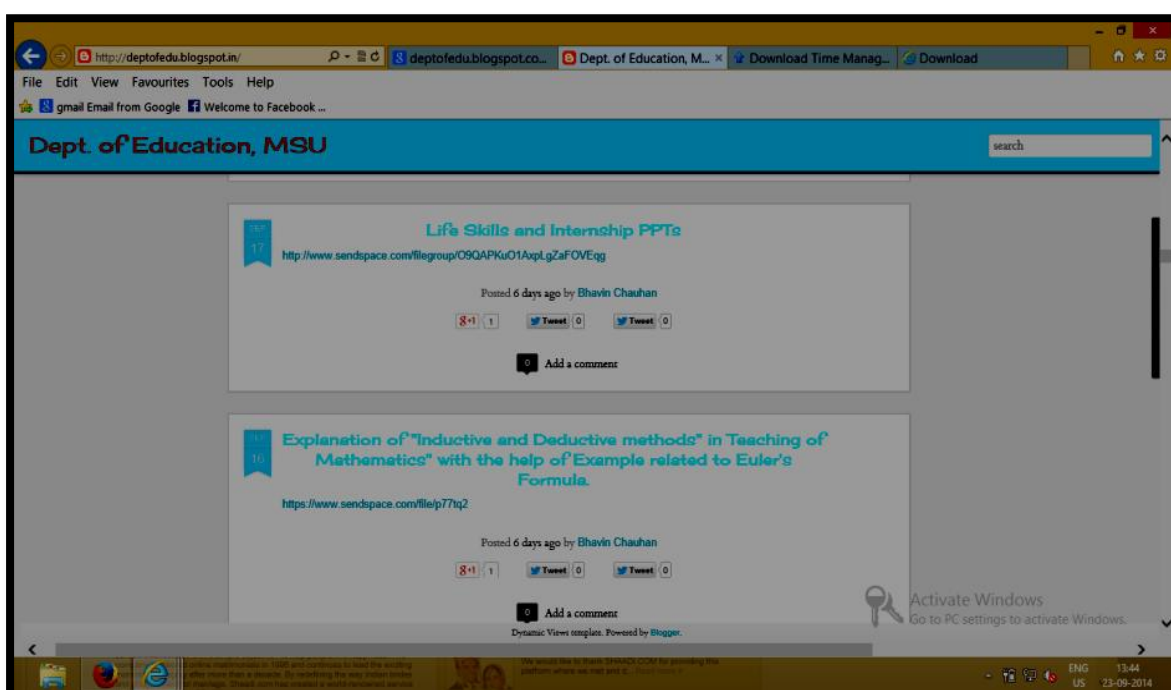 http://deptofedu.blogspot.in/
deptofedu.blogspot.co...
Dept. of Education, M...
Download Time Manag...
Download
File Edit View Favourites Tools Help
gmail Email from Google Welcome to Facebook ...
Dept. of Education, MSU
search
SEP
17
Life Skills and Internship PPTs
http://www.sendspace.com/filegroup/O9QAPKuO1AxpLgZaFOVEqg
Posted 6 days ago by Bhavin Chauhan
g+1 1 Tweet 0 Tweet 0
0 Add a comment
SEP
16
Explanation of "Inductive and Deductive methods" in Teaching of
Mathematics" with the help of Example related to Euler's
Formula.
https://www.sendspace.com/file/p77tq2
Posted 6 days ago by Bhavin Chauhan
g+1 1 Tweet 0 Tweet 0
0 Add a comment
Activate Windows
Go to PC settings to activate Windows.
Dynamic Views template. Powered by Blogger.
ENG 13:44
US 23-09-2014